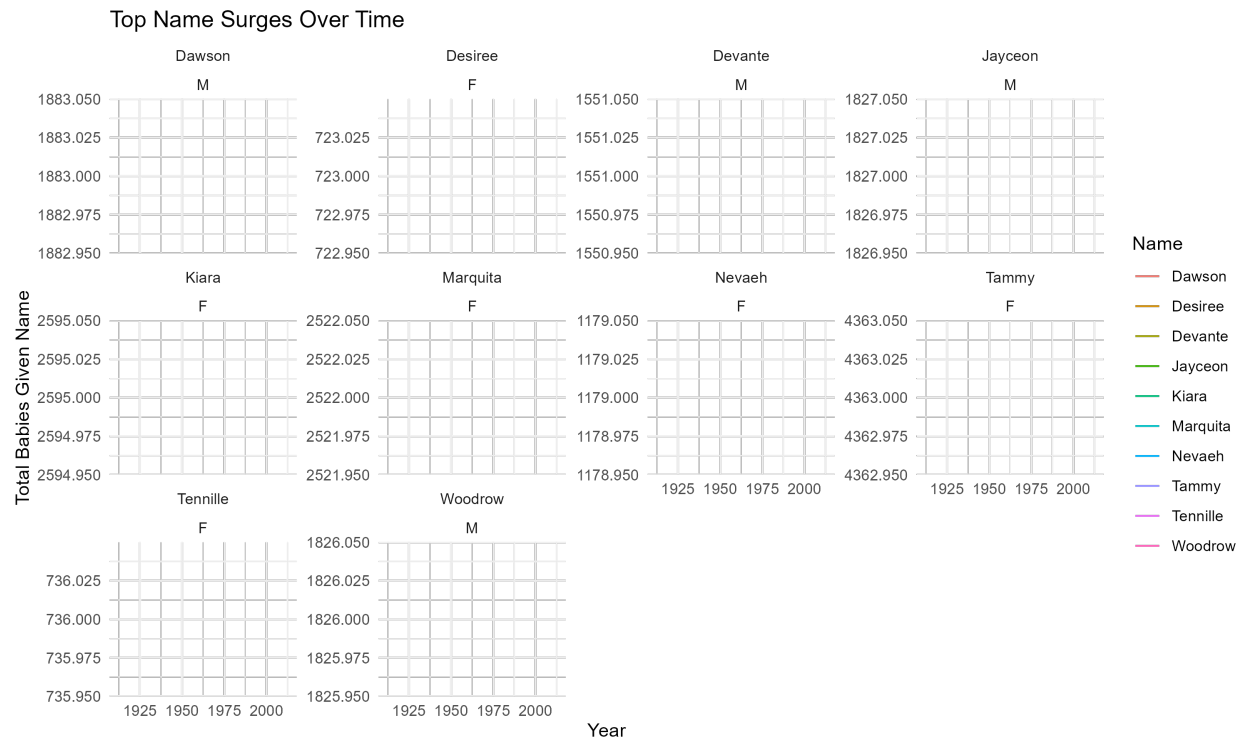 Top Name Surges Over Time
Dawson Desiree Devante Jayceon
M F M M
1883.050 1551.050 1827.050
1883.025 723.025 1551.025 1827.025
1883.000 723.000 1551.000 1827.000
1882.975 722.975 1550.975 1826.975
1882.950 722.950 1550.950 1826.950
Kiara Marquita Nevaeh Tammy
F F F F
2595.050 2522.050 1179.050 4363.050
2595.025 2522.025 1179.025 4363.025
2595.000 2522.000 1179.000 4363.000
2594.975 2521.975 1178.975 4362.975
2594.950 2521.950 1178.950 4362.950
1925 1950 1975 2000 1925 1950 1975 2000
Tennille Woodrow
F M
1826.050
736.025 1826.025
736.000 1826.000
735.975 1825.975
735.950 1825.950
1925 1950 1975 2000 1925 1950 1975 2000
Year
Total Babies Given Name
Name
Dawson
Desiree
Devante
Jayceon
Kiara
Marquita
Nevaeh
Tammy
Tennille
Woodrow